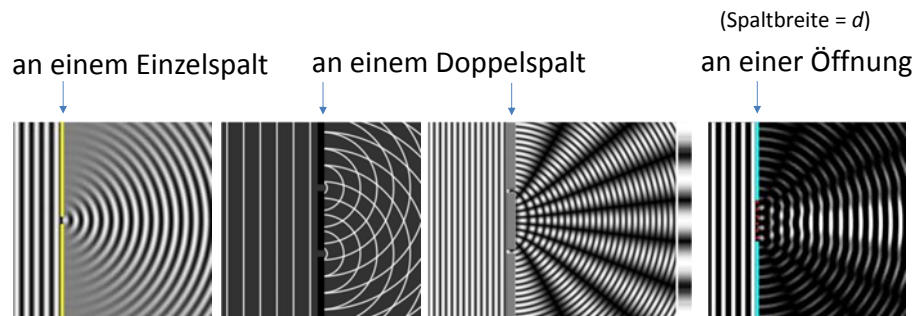 (Spaltbreite = d)
an einem Einzelspalt
an einem Doppelspalt
an einer Öffnung